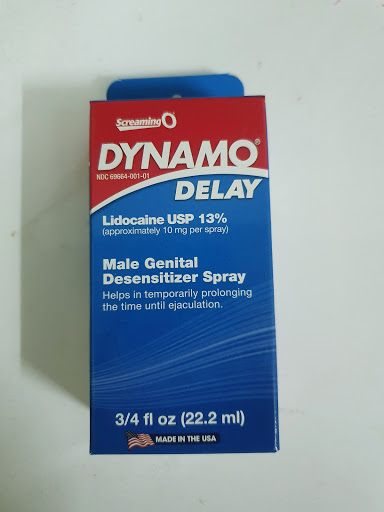 Screaming O
DYNAMO®
NDC 69664-001-01
DELAY
Lidocaine USP 13%
(approximately 10 mg per spray)
Male Genital
Desensitizer Spray
Helps in temporarily prolonging
the time until ejaculation.
3/4 fl oz (22.2 ml)
MADE IN THE USA